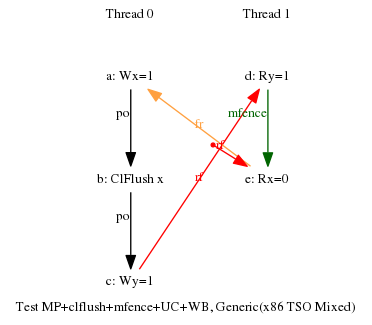 Thread 0
Thread 1
a: Wx=1
d: Ry=1
po
mfence
fr
rf
b: ClFlush x
rf
e: Rx=0
po
c: Wy=1
Test MP+clflush+mfence+UC+WB, Generic(x86 TSO Mixed)